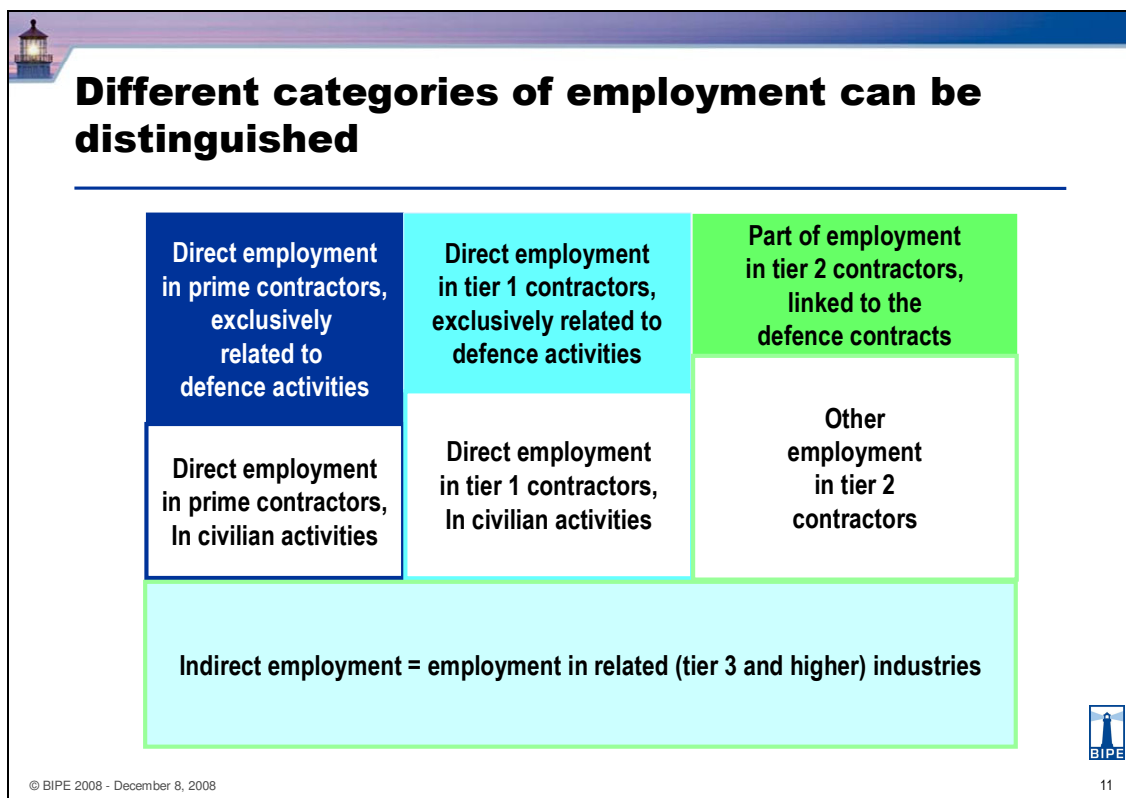 Different categories of employment can be
distinguished
Direct employment
in prime contractors,
exclusively
related to
defence activities
Direct employment
in tier 1 contractors,
exclusively related to
defence activities
Part of employment
in tier 2 contractors,
linked to the
defence contracts
Direct employment
in prime contractors,
In civilian activities
Direct employment
in tier 1 contractors,
In civilian activities
Other
employment
in tier 2
contractors
Indirect employment = employment in related (tier 3 and higher) industries
BIPE
© BIPE 2008 - December 8, 2008
11